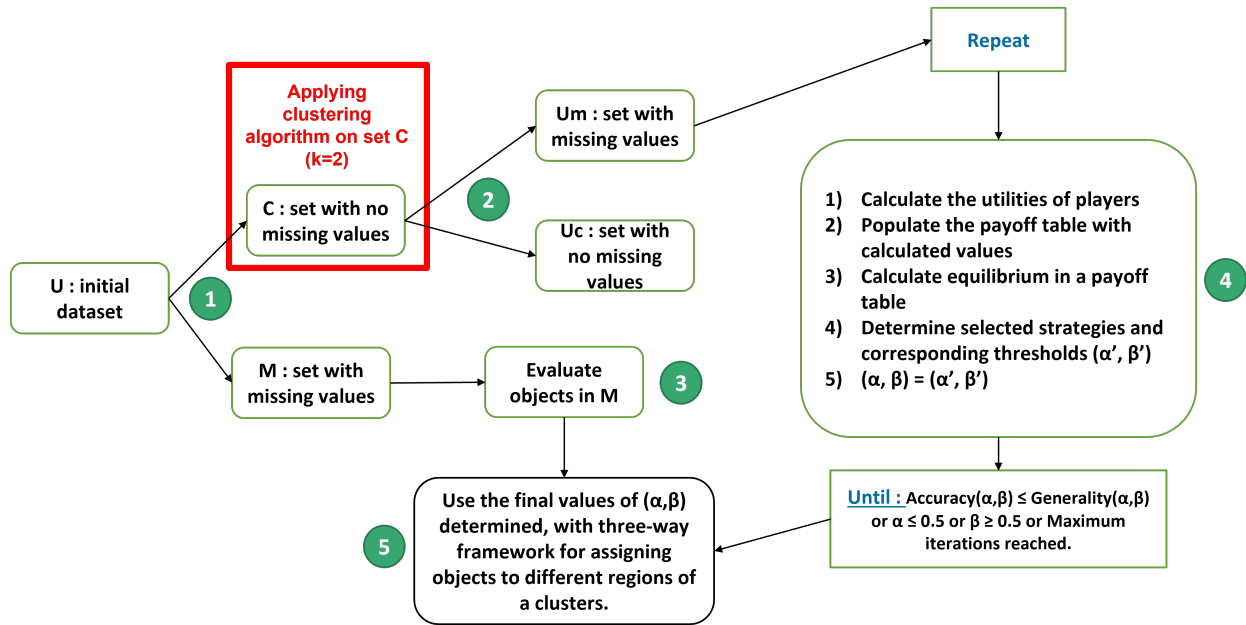 Repeat
Applying
clustering
algorithm on set C
(k=2)
Um : set with
missing values
1) Calculate the utilities of players
2) Populate the payoff table with
calculated values
3) Calculate equilibrium in a payoff
table
4) Determine selected strategies and
corresponding thresholds (α’, β’)
5) (α, β) = (α’, β’)
2
C : set with no
missing values
Uc : set with
no missing
values
4
U : initial
dataset
1
M : set with
missing values
Evaluate
objects in M
3
Until : Accuracy(α,β) ≤ Generality(α,β)
or α ≤ 0.5 or β ≥ 0.5 or Maximum
iterations reached.
5
Use the final values of (α,β)
determined, with three-way
framework for assigning
objects to different regions of
a clusters.